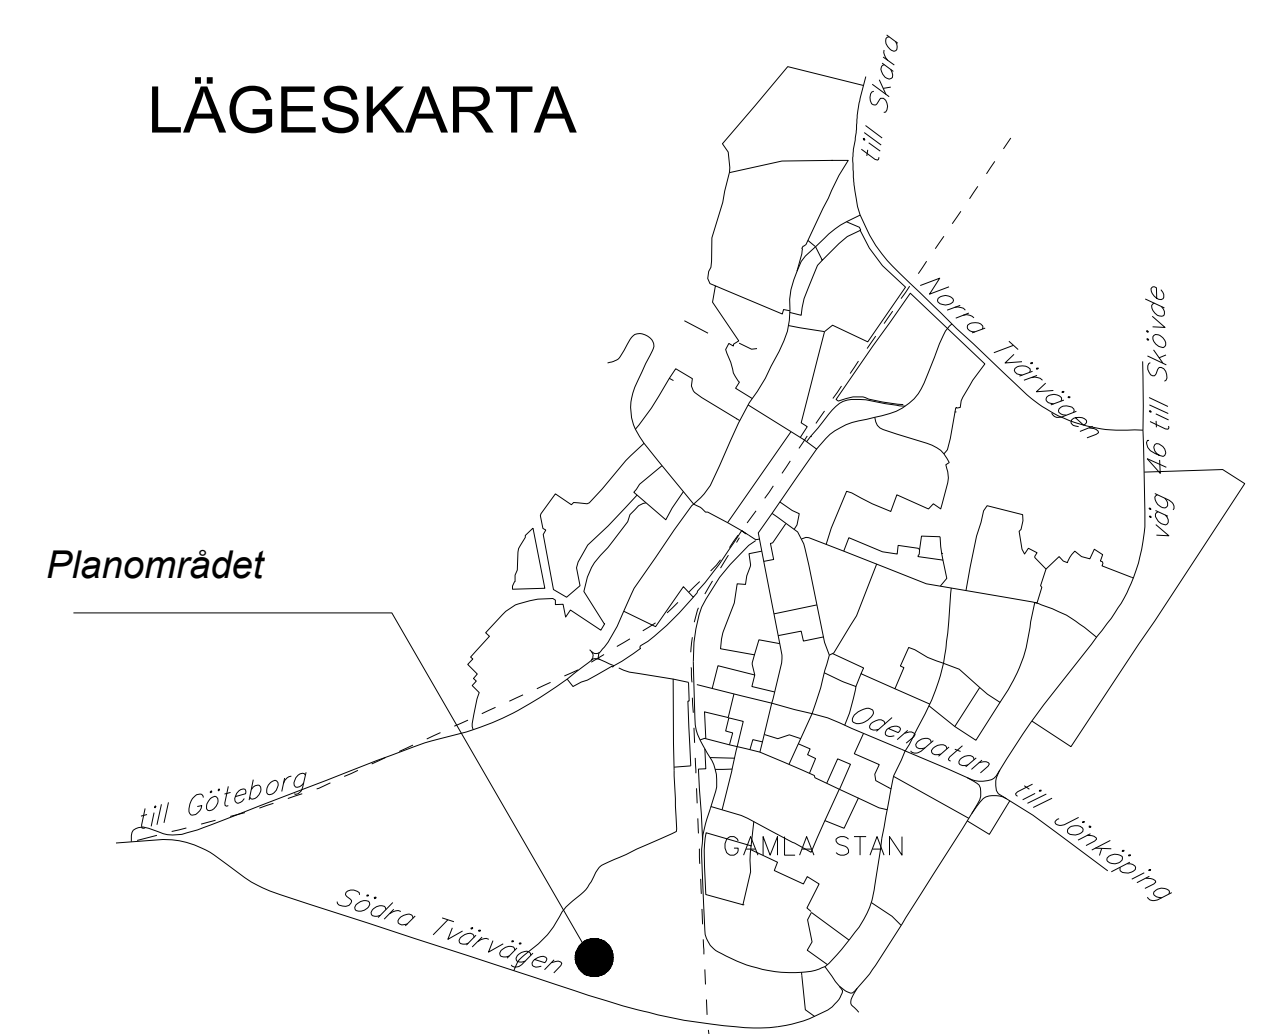 LÄGESKARTA
till Skara
Norra Tvärvägen
väg 46 till Skövde
Planområdet
Odengatan
till Göteborg
till Jönköping
GAMLA STAN
Södra Tvärvägen